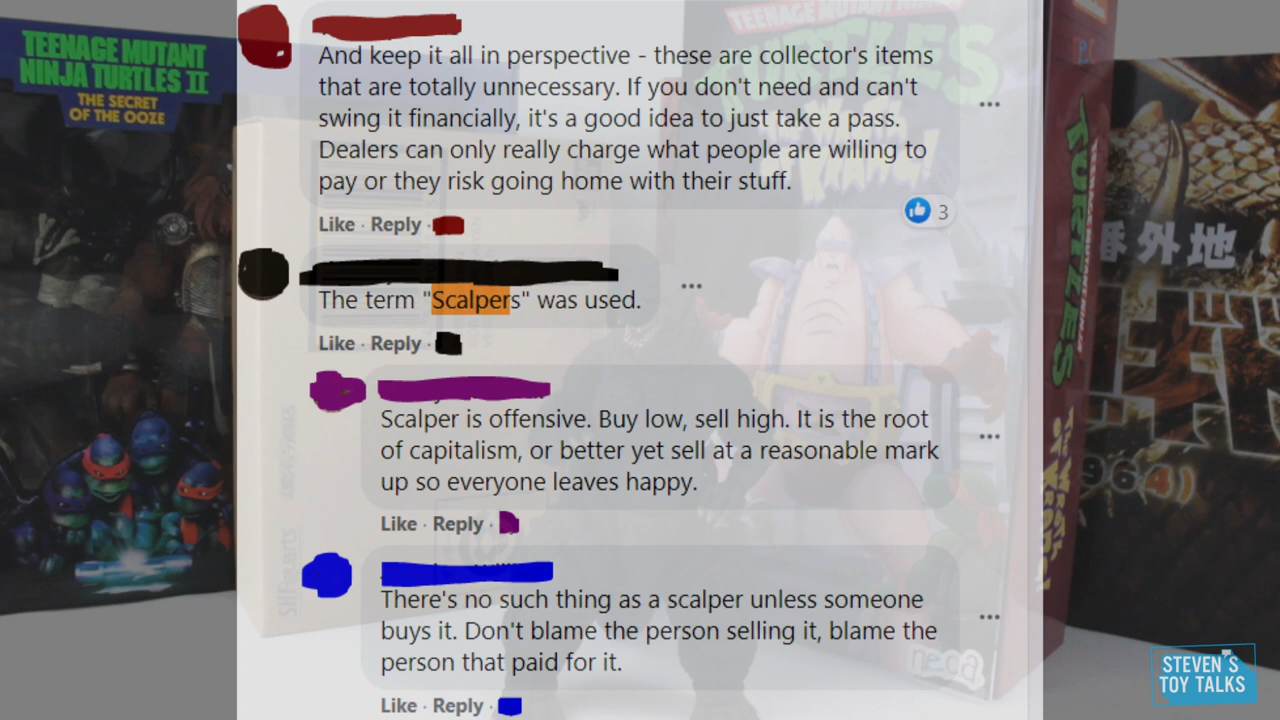 TEENAGE MUTANT
NINJA TURTLES II
THE SECRET
OF THE OOZE
TEENAGE MUTANT NINJA
TURTLES
And keep it all in perspective - these are collector's items
that are totally unnecessary. If you don't need and can't
swing it financially, it's a good idea to just take a pass.
Dealers can only really charge what people are willing to
pay or they risk going home with their stuff.
Like · Reply ·
3
The term "Scalpers" was used.
Like · Reply ·
Scalper is offensive. Buy low, sell high. It is the root
of capitalism, or better yet sell at a reasonable mark
up so everyone leaves happy.
Like · Reply ·
There's no such thing as a scalper unless someone
buys it. Don't blame the person selling it, blame the
person that paid for it.
Like · Reply ·
TURTLES
neca
番外地
1964)
STEVEN'S
TOY TALKS